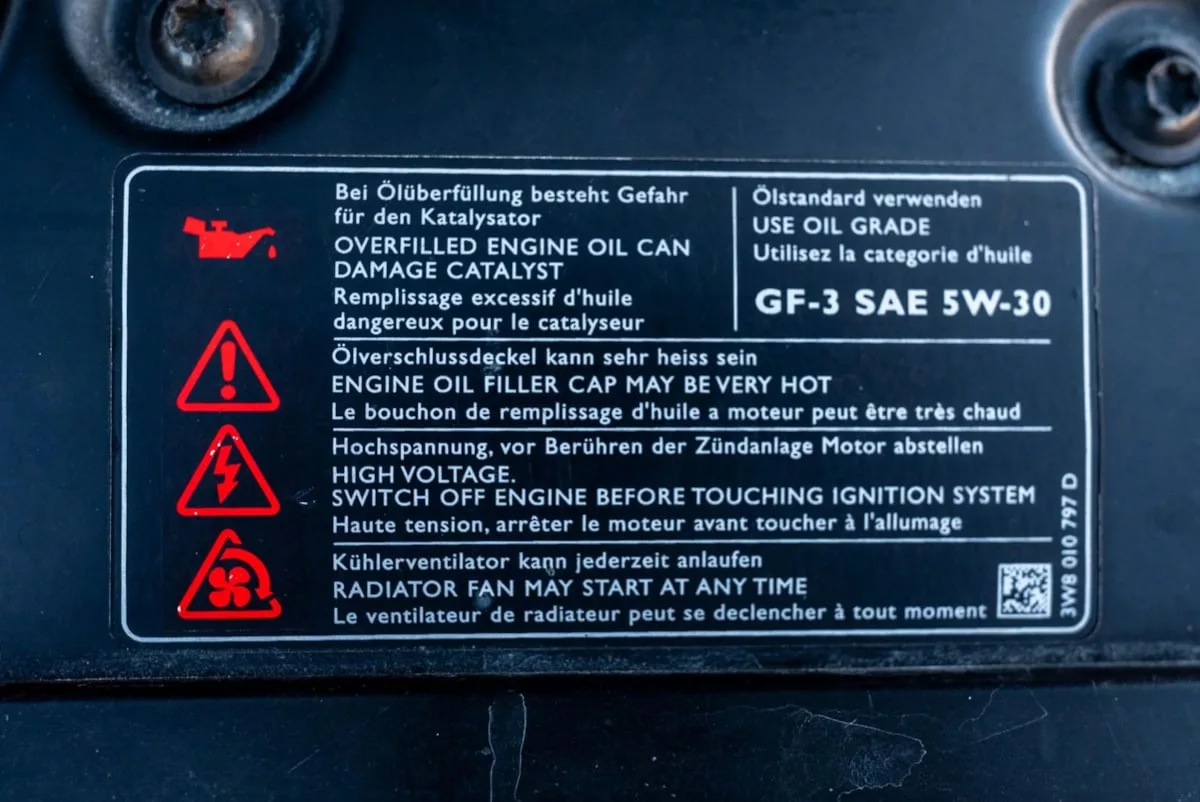 Bei Ölüberfüllung besteht Gefahr
für den Katalysator
OVERFILLED ENGINE OIL CAN
DAMAGE CATALYST
Remplissage excessif d'huile
dangereux pour le catalyseur
Ölstandard verwenden
USE OIL GRADE
Utilisez la categorie d'huile
GF-3 SAE 5W-30
Ölverschlussdeckel kann sehr heiss sein
ENGINE OIL FILLER CAP MAY BE VERY HOT
Le bouchon de remplissage d'huile a moteur peut être très chaud
Hochspannung, vor Berühren der Zündanlage Motor abstellen
HIGH VOLTAGE.
SWITCH OFF ENGINE BEFORE TOUCHING IGNITION SYSTEM
Haute tension, arrêter le moteur avant toucher à l'allumage
Kühlerventilator kann jederzeit anlaufen
RADIATOR FAN MAY START AT ANY TIME
Le ventilateur de radiateur peut se declencher à tout moment
3W8 010 797 D